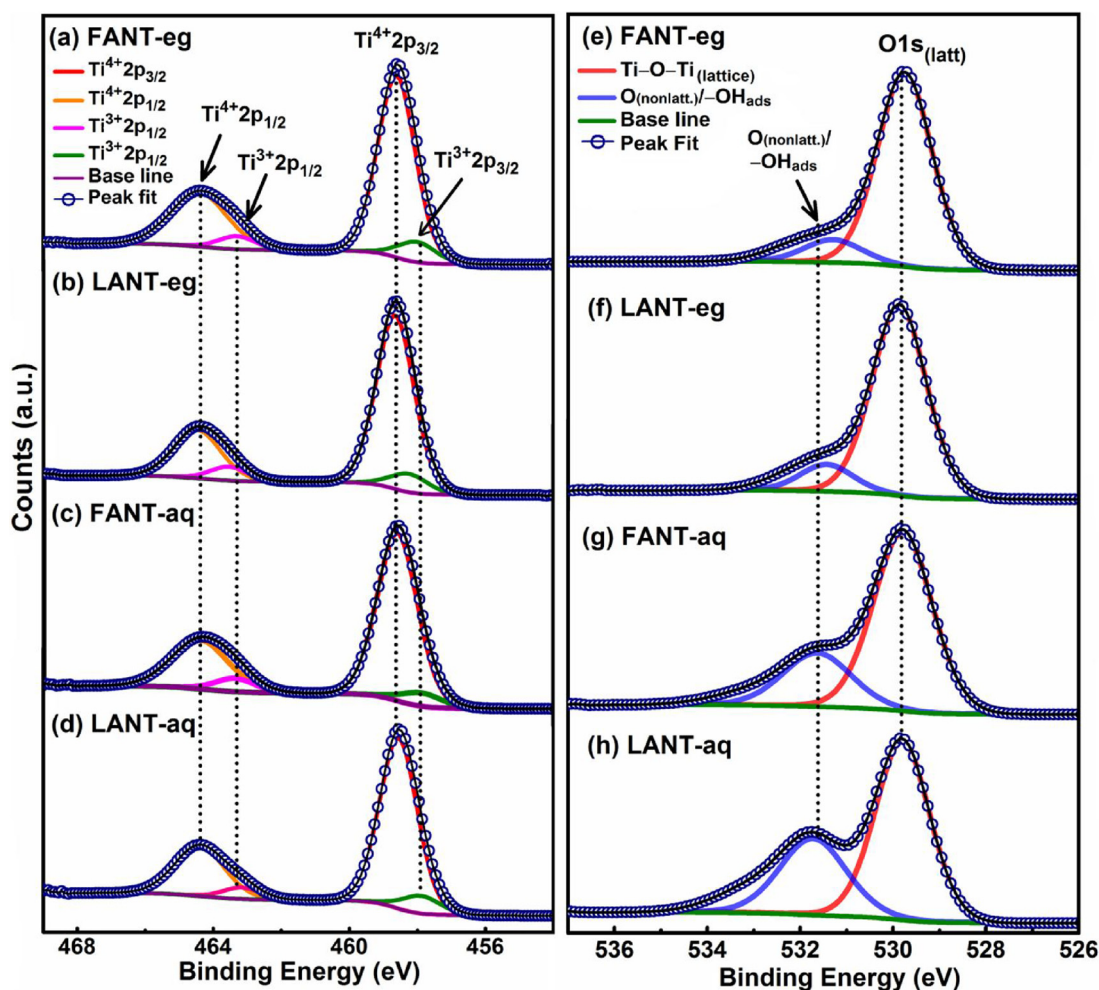 (a) FANT-eg
Ti4+2p3/2
Ti4+2p1/2
Ti3+2p1/2
Ti3+2p1/2
Base line
Peak fit
Ti4+2p3/2
Ti4+2p1/2
Ti3+2p1/2
Ti3+2p3/2
(b) LANT-eg
(c) FANT-aq
(d) LANT-aq
Counts (a.u.)
468 464 460 456
Binding Energy (eV)
(e) FANT-eg
Ti–O–Ti(lattice)
O(nonlatt.)/–OHads
Base line
Peak Fit
O1s(latt)
O(nonlatt.)/
–OHads
(f) LANT-eg
(g) FANT-aq
(h) LANT-aq
536 534 532 530 528 526
Binding Energy (eV)